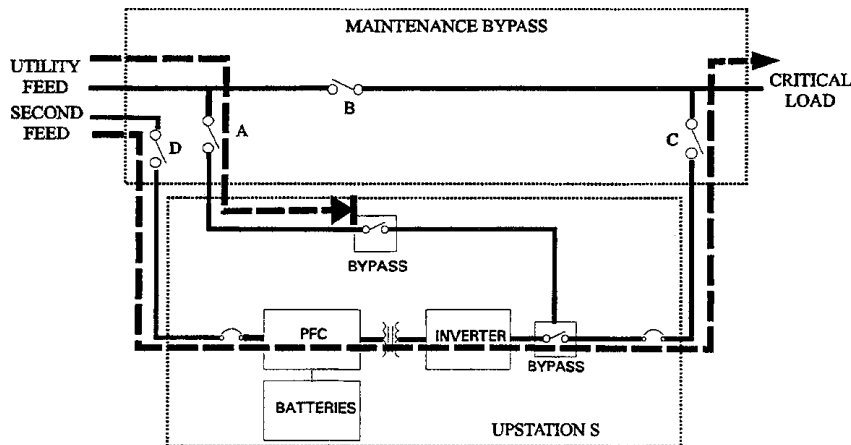 MAINTENANCE BYPASS
UTILITY
FEED
SECOND
FEED
CRITICAL
LOAD
A
B
C
D
BYPASS
PFC
INVERTER
BYPASS
BATTERIES
UPSTATION S